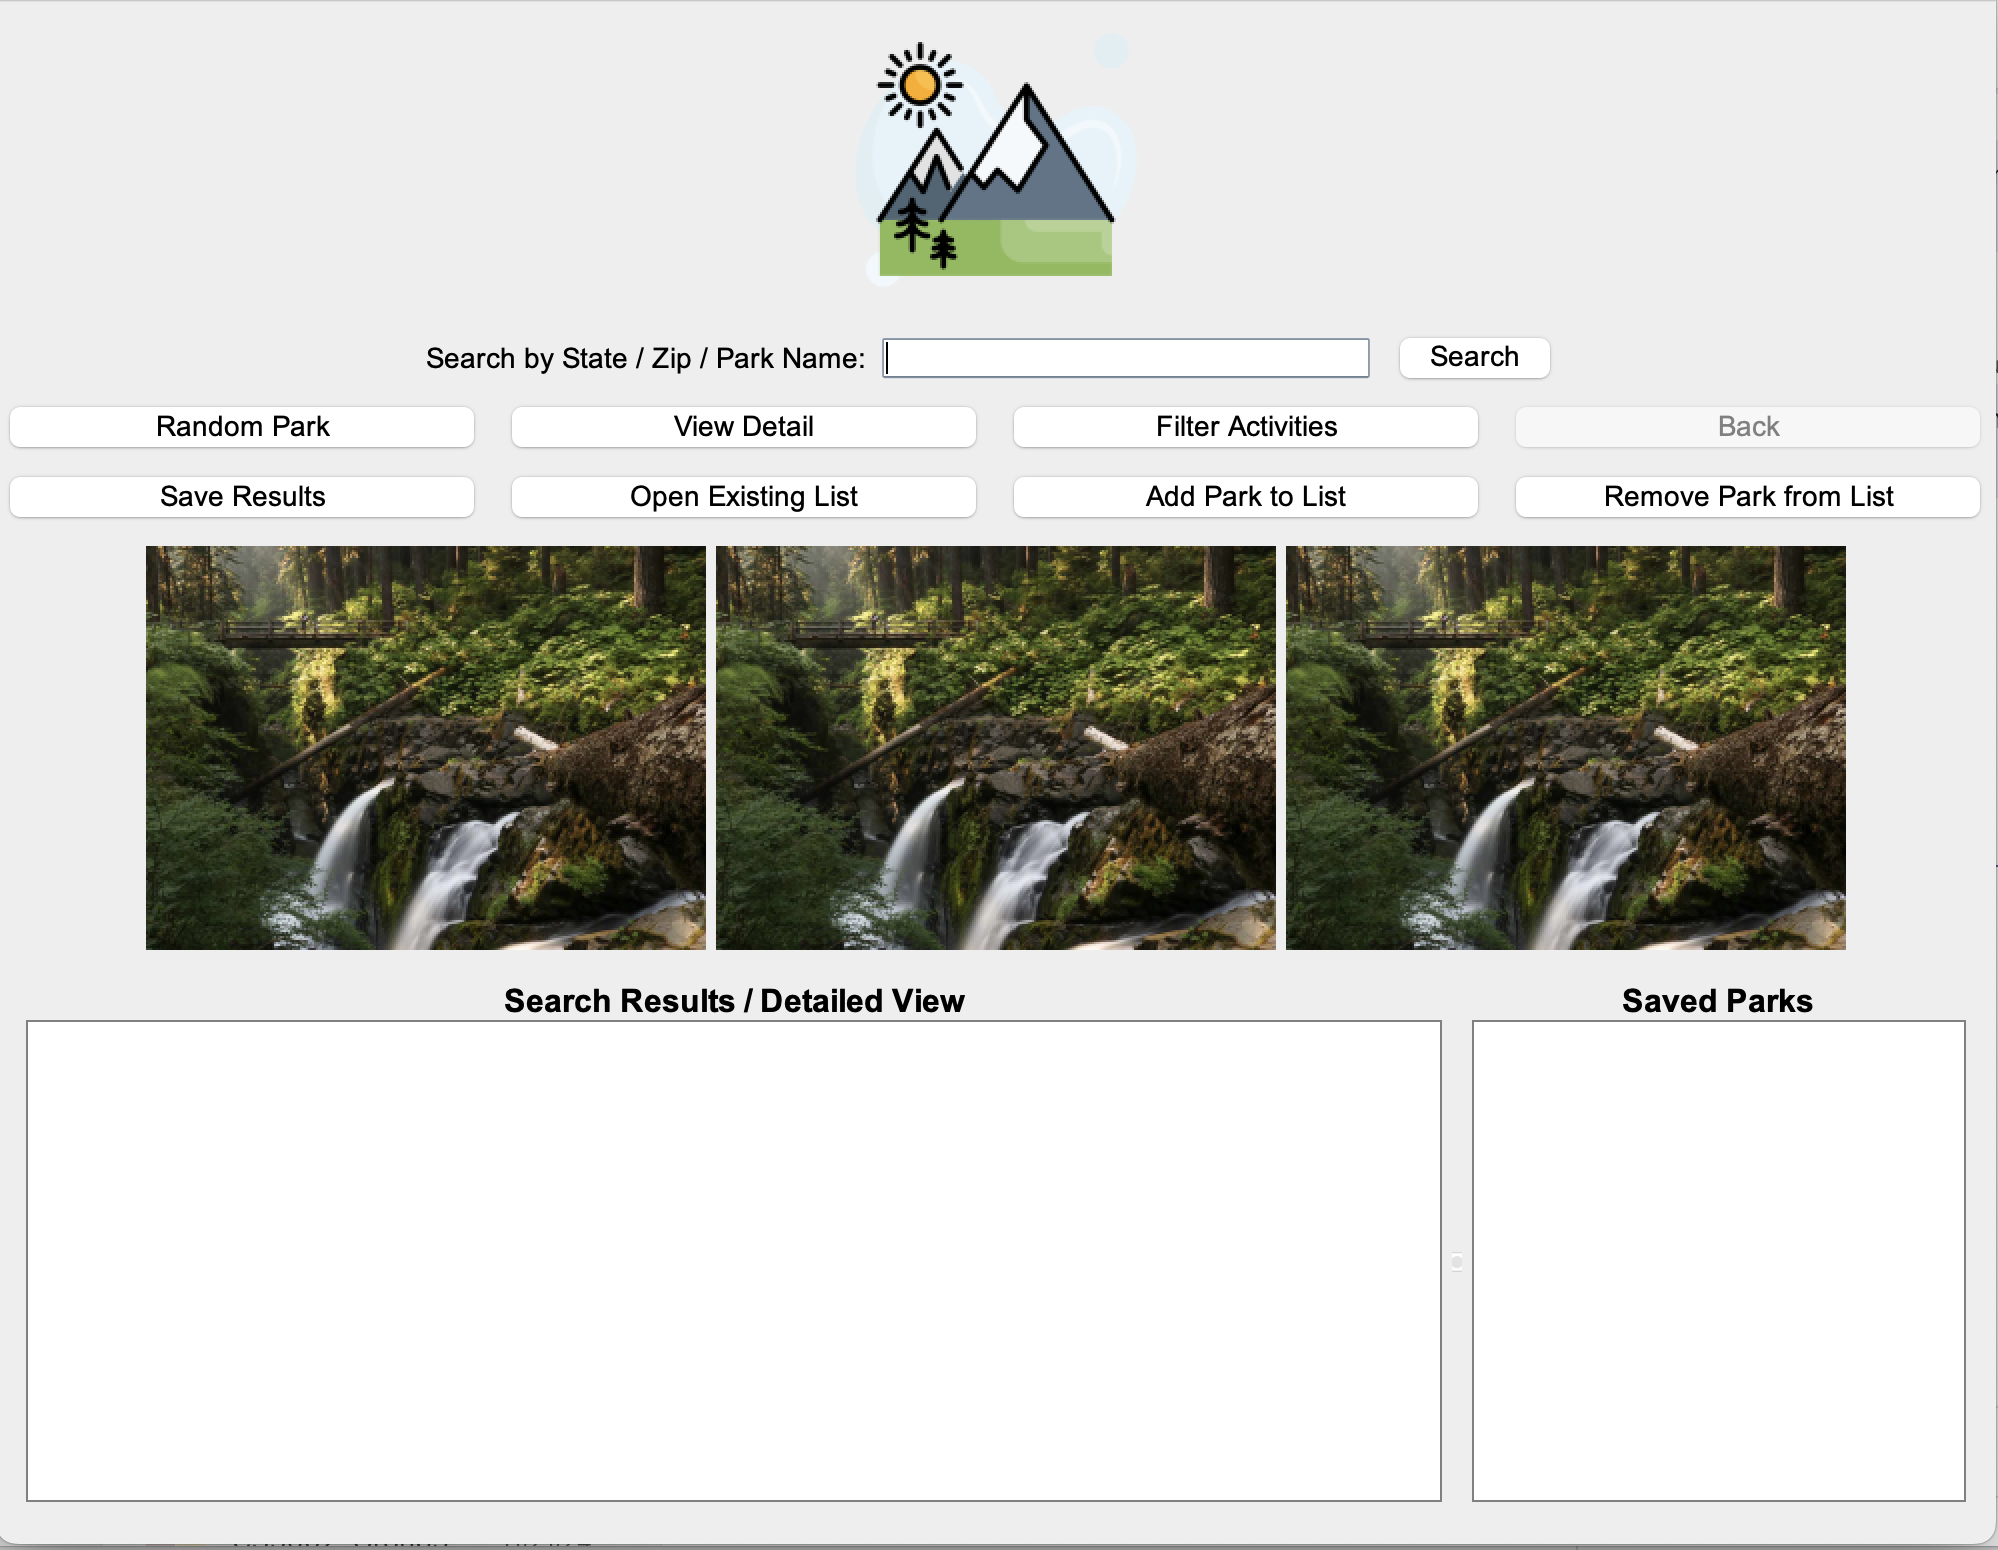 Search by State / Zip / Park Name:
Search
Random Park
View Detail
Filter Activities
Back
Save Results
Open Existing List
Add Park to List
Remove Park from List
Search Results / Detailed View
Saved Parks